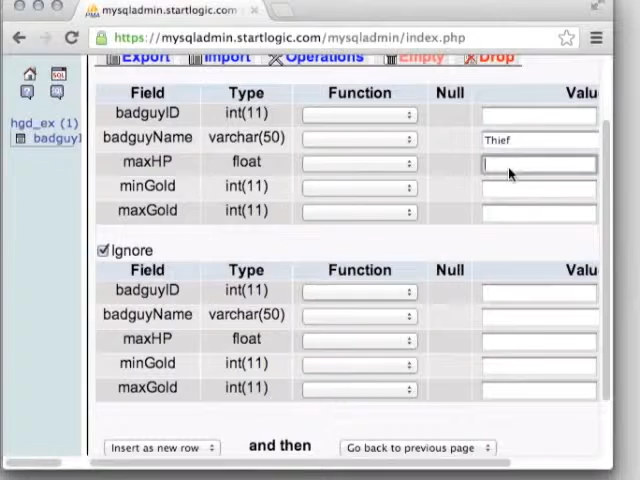 mysqladmin.startlogic.com
https://mysqladmin.startlogic.com/mysqladmin/index.php
Export Import Operations Empty Drop
SQL
hgd_ex (1)
badguyI
Field Type Function Null Valu
badguyID int(11)
badguyName varchar(50) Thief
maxHP float
minGold int(11)
maxGold int(11)
Ignore
Field Type Function Null Valu
badguyID int(11)
badguyName varchar(50)
maxHP float
minGold int(11)
maxGold int(11)
Insert as new row and then Go back to previous page